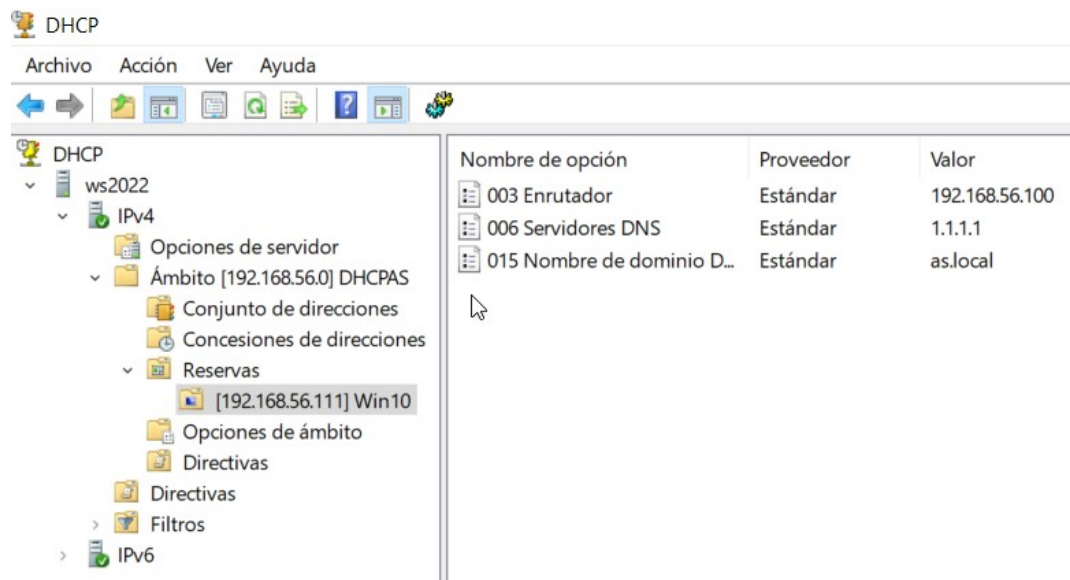 DHCP
Archivo Acción Ver Ayuda
DHCP
ws2022
IPv4
Opciones de servidor
Ámbito [192.168.56.0] DHCPAS
Conjunto de direcciones
Concesiones de direcciones
Reservas
[192.168.56.111] Win10
Opciones de ámbito
Directivas
Directivas
Filtros
IPv6
Nombre de opción Proveedor Valor
003 Enrutador Estándar 192.168.56.100
006 Servidores DNS Estándar 1.1.1.1
015 Nombre de dominio D... Estándar as.local